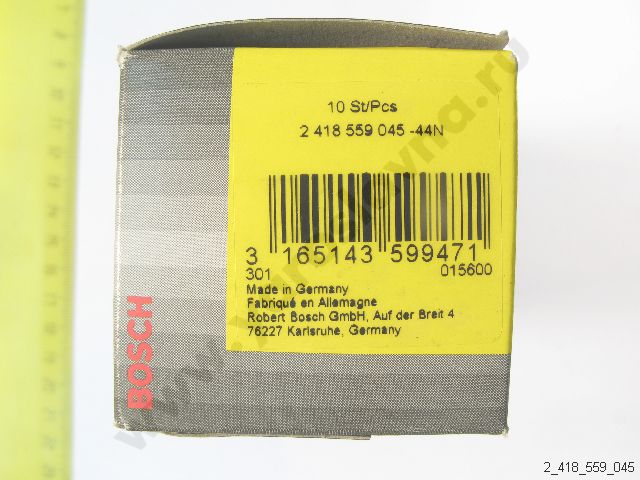 10 St/Pcs
2 418 559 045 -44N
3 165143 599471
301 015600
Made in Germany
Fabriqué en Allemagne
Robert Bosch GmbH, Auf der Breit 4
76227 Karlsruhe, Germany
BOSCH
2_418_559_045